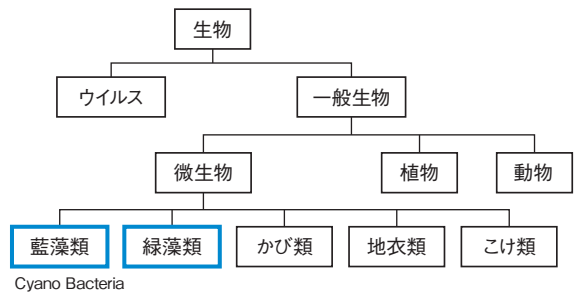 生物
ウイルス
一般生物
微生物
植物
動物
藍藻類
緑藻類
かび類
地衣類
こけ類
Cyano Bacteria